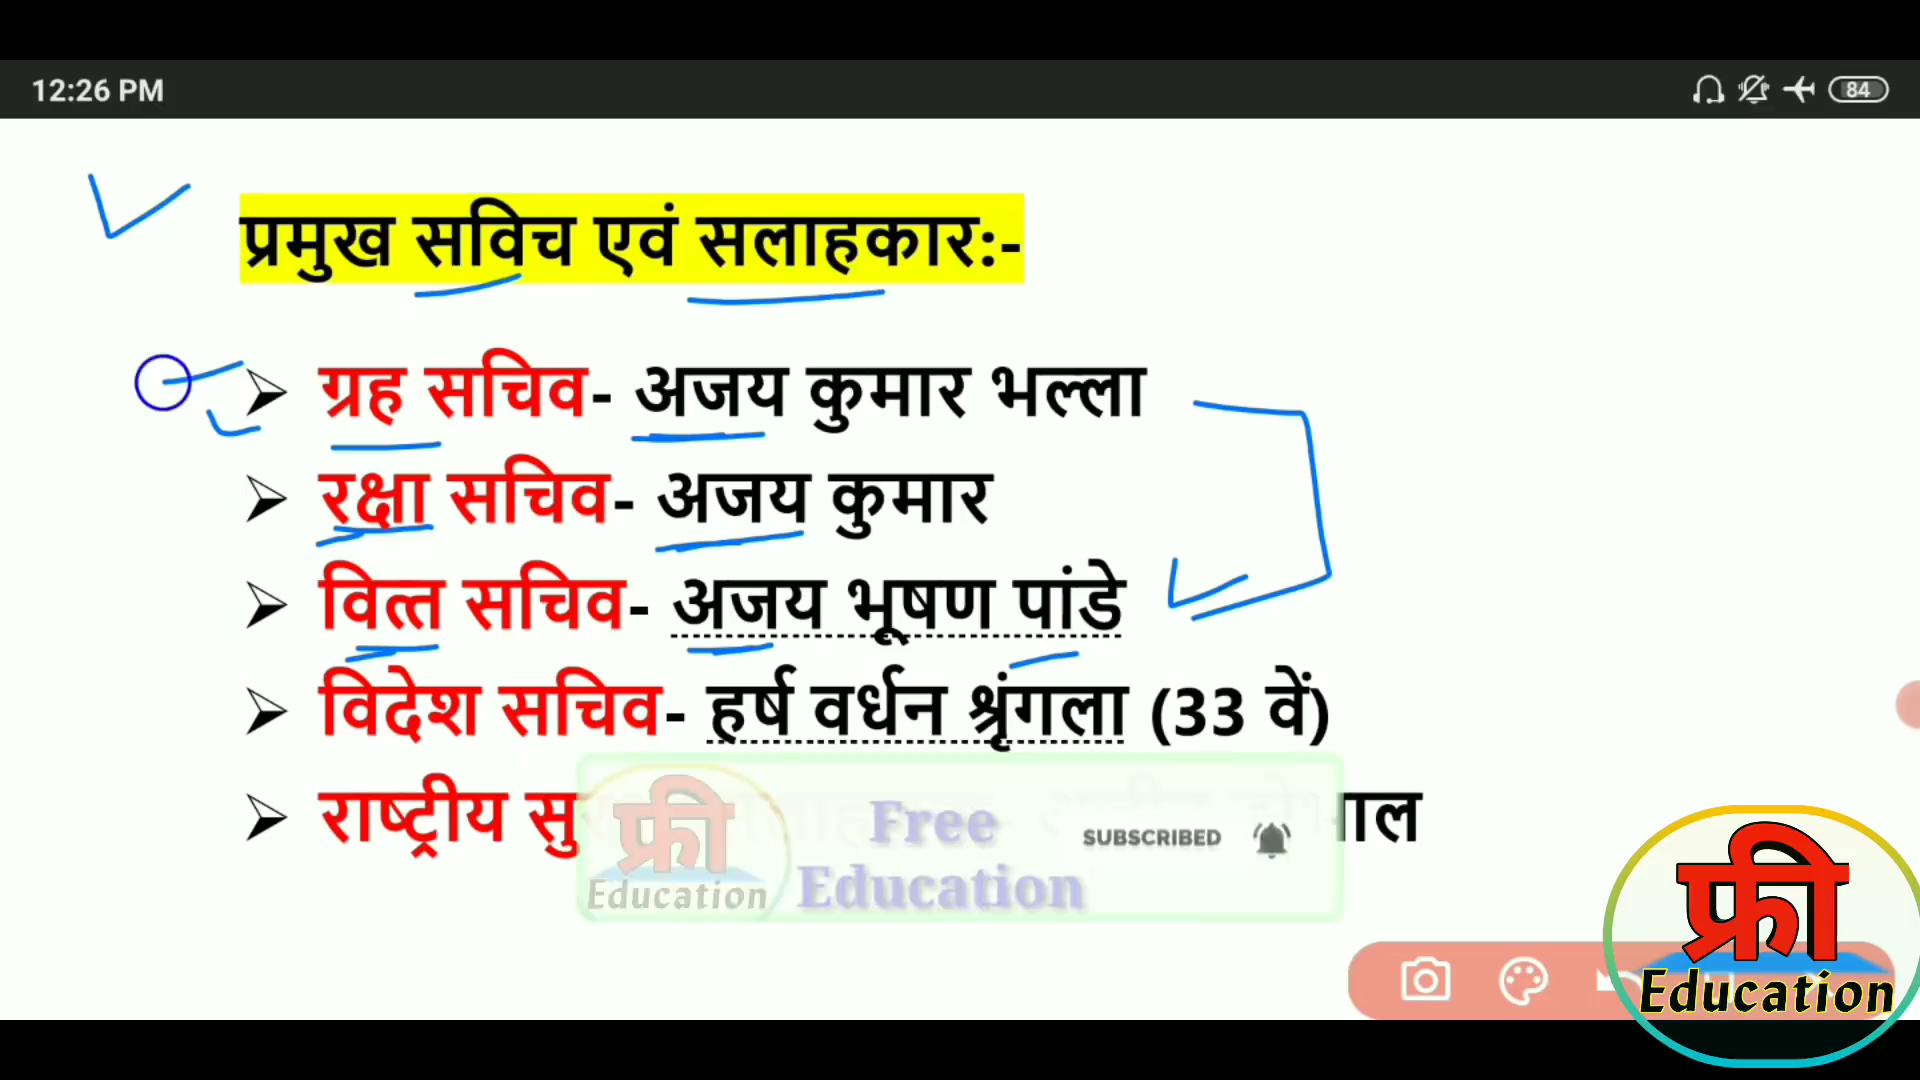 12:26 PM
84
प्रमुख सविच एवं सलाहकार:-
ग्रह सचिव- अजय कुमार भल्ला
रक्षा सचिव- अजय कुमार
वित्त सचिव- अजय भूषण पांडे
विदेश सचिव- हर्ष वर्धन श्रृंगला (33 वें)
राष्ट्रीय
फ्री Education
Free Education
SUBSCRIBED
फ्री Education